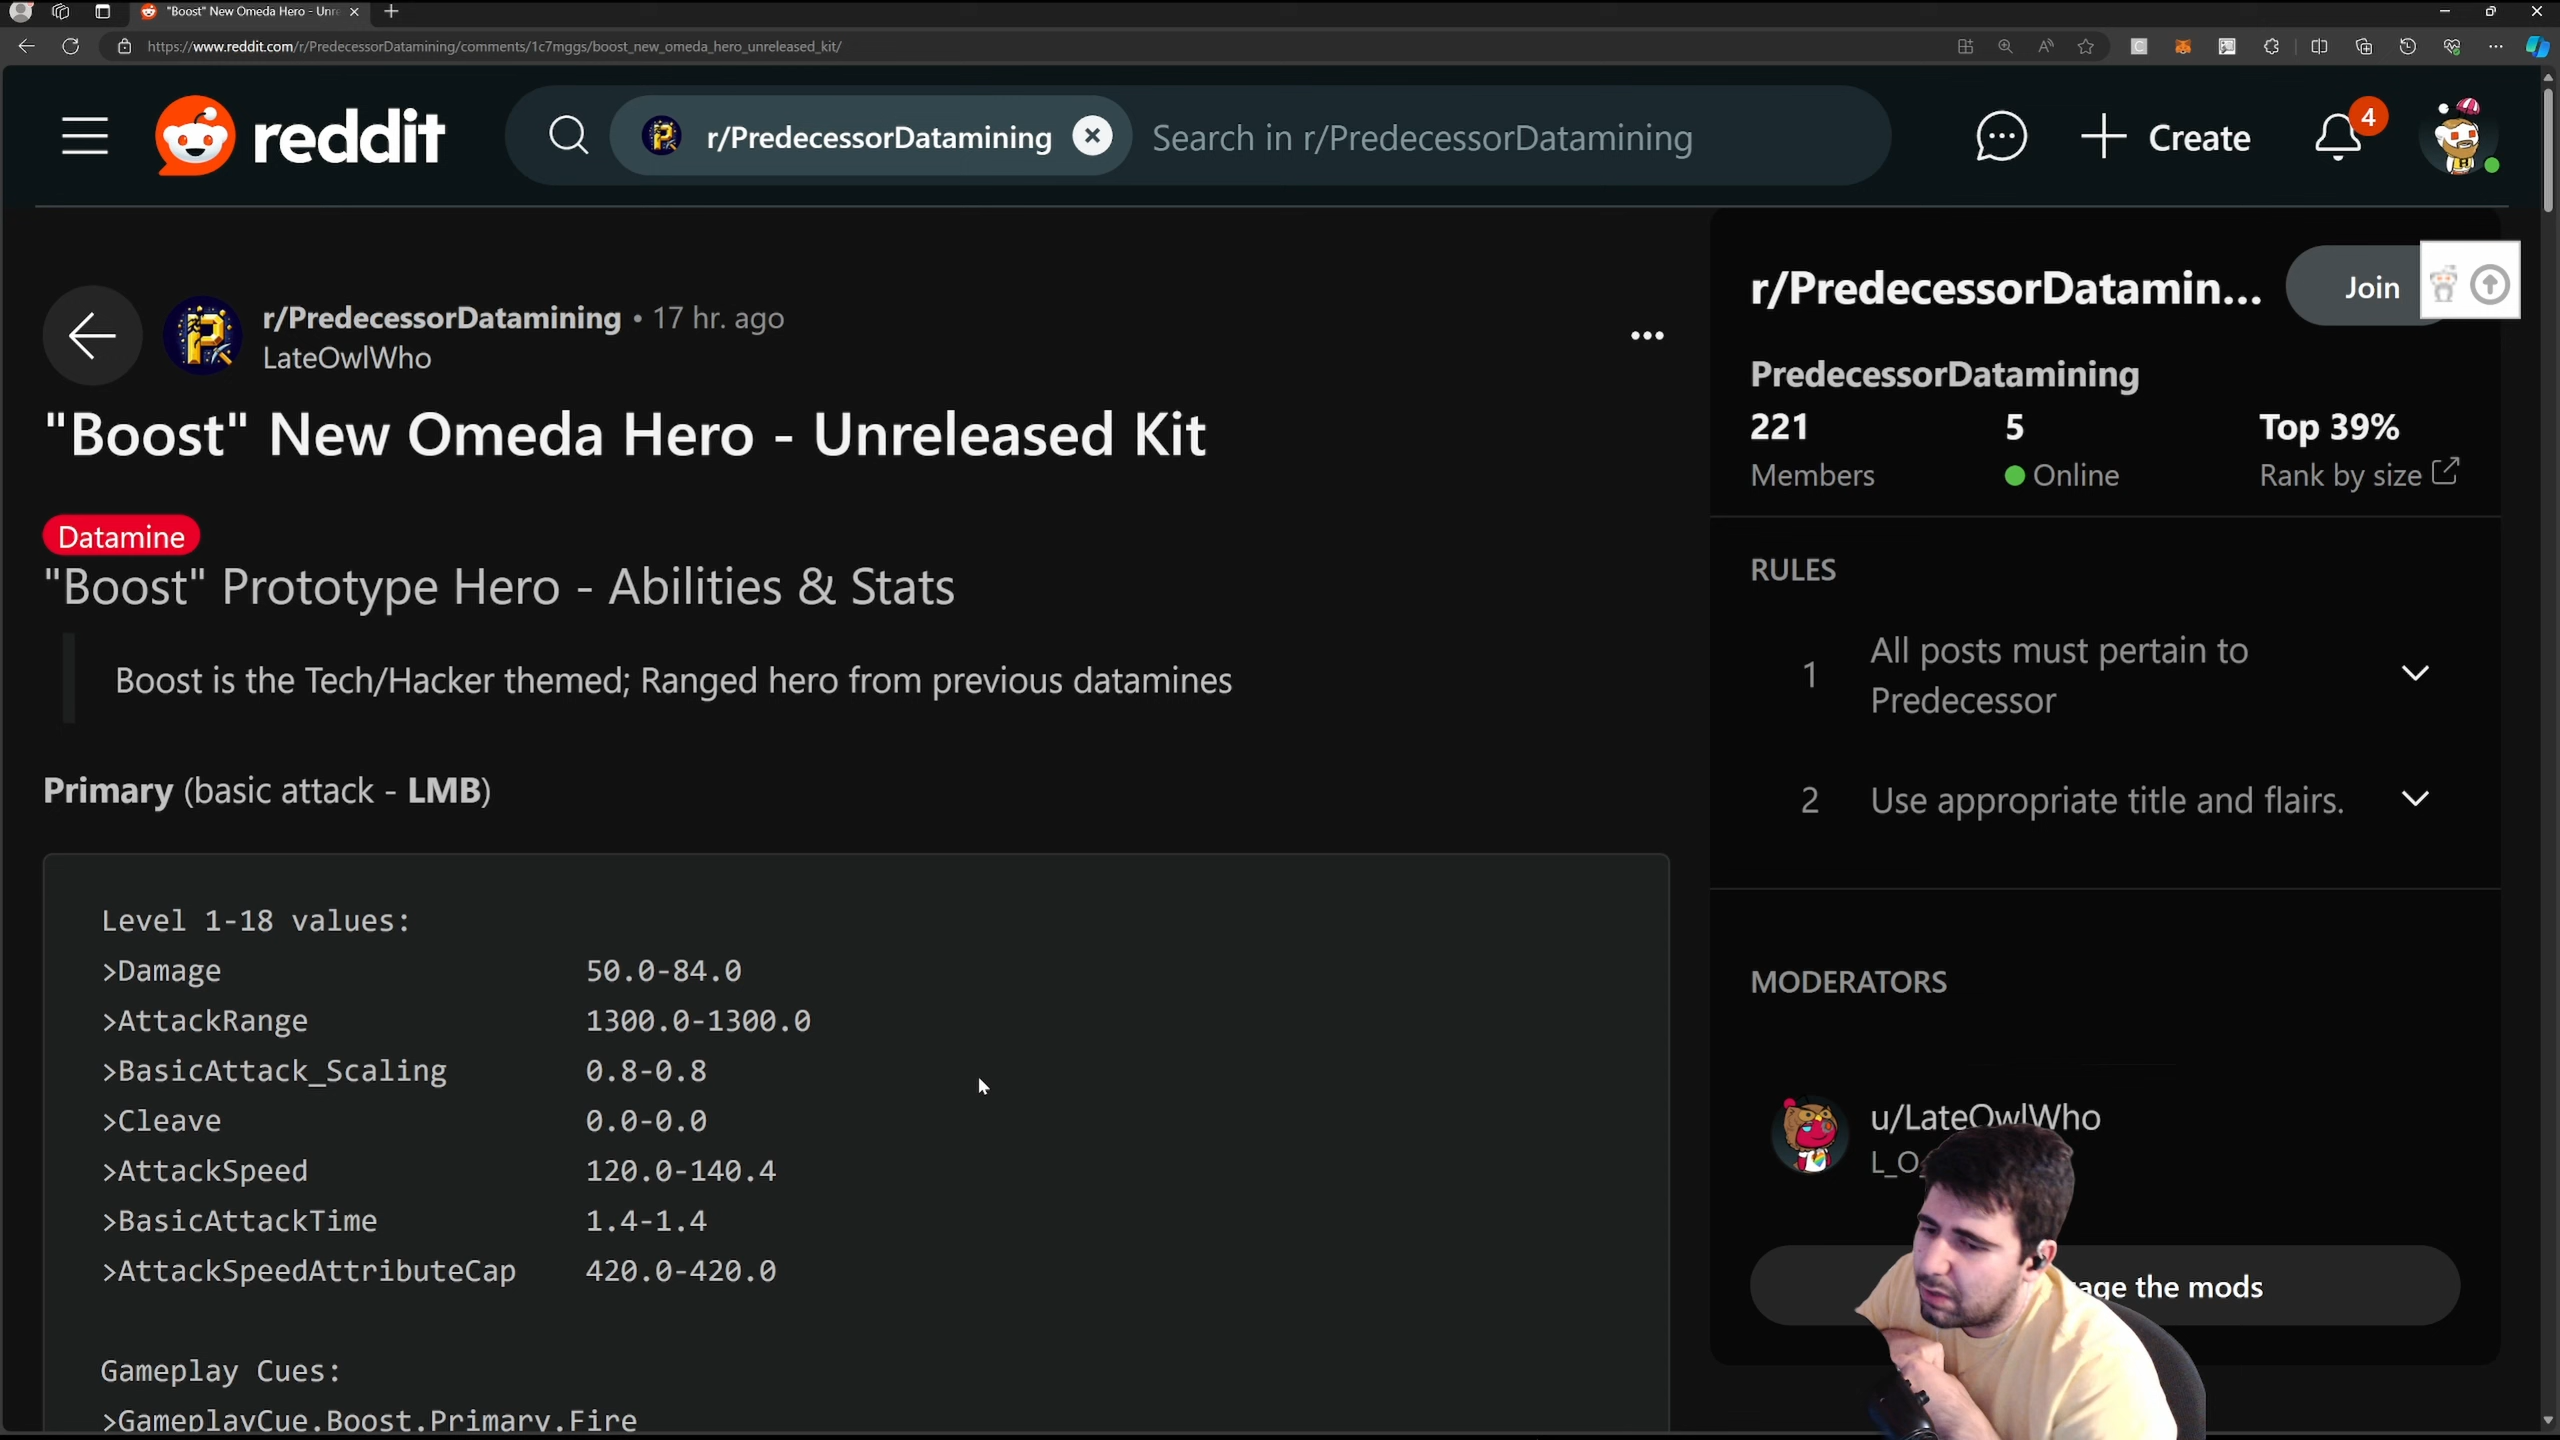 "Boost" New Omeda Hero - Unre
https://www.reddit.com/r/PredecessorDatamining/comments/1c7mggs/boost_new_omeda_hero_unreleased_kit/
reddit
r/PredecessorDatamining
Search in r/PredecessorDatamining
Create
4
r/PredecessorDatamining • 17 hr. ago
LateOwlWho
"Boost" New Omeda Hero - Unreleased Kit
Datamine
"Boost" Prototype Hero - Abilities & Stats
Boost is the Tech/Hacker themed; Ranged hero from previous datamines
Primary (basic attack - LMB)
Level 1-18 values:
>Damage 50.0-84.0
>AttackRange 1300.0-1300.0
>BasicAttack_Scaling 0.8-0.8
>Cleave 0.0-0.0
>AttackSpeed 120.0-140.4
>BasicAttackTime 1.4-1.4
>AttackSpeedAttributeCap 420.0-420.0
Gameplay Cues:
>GameplayCue.Boost.Primary.Fire
r/PredecessorDatamin...
Join
PredecessorDatamining
221 5 Top 39%
Members Online Rank by size
RULES
1 All posts must pertain to
Predecessor
2 Use appropriate title and flairs.
MODERATORS
u/LateOwlWho
L_O_
age the mods